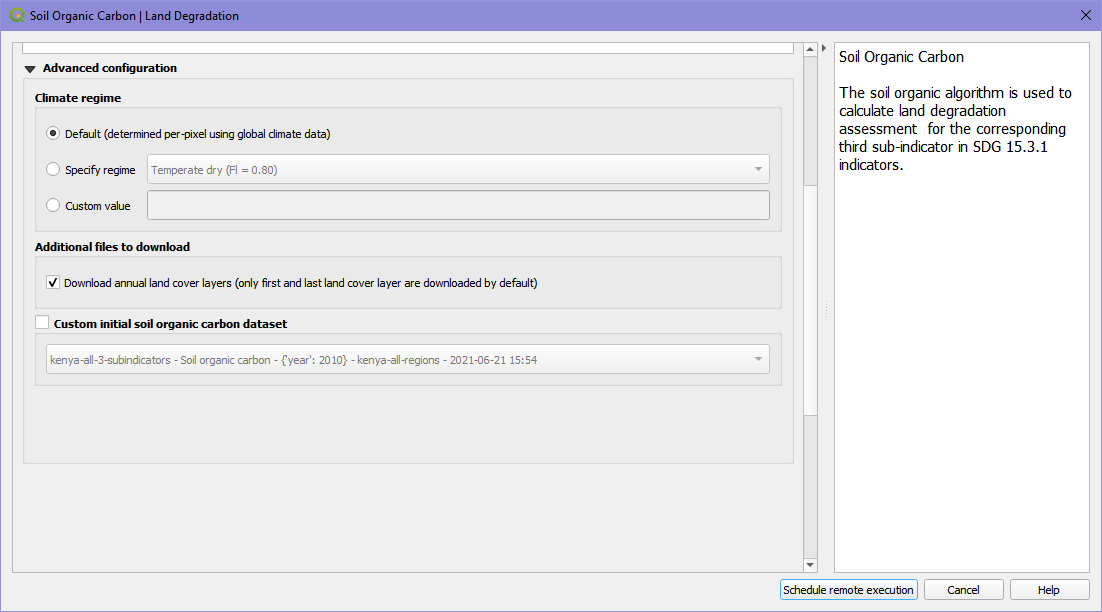 Soil Organic Carbon | Land Degradation
Advanced configuration
Climate regime
Default (determined per-pixel using global climate data)
Specify regime
Temperate dry (Fl = 0.80)
Custom value
Additional files to download
Download annual land cover layers (only first and last land cover layer are downloaded by default)
Custom initial soil organic carbon dataset
kenya-all-3-subindicators - Soil organic carbon - {'year': 2010} - kenya-all-regions - 2021-06-21 15:54
Soil Organic Carbon
The soil organic algorithm is used to
calculate land degradation
assessment  for the corresponding
third sub-indicator in SDG 15.3.1
indicators.
Schedule remote execution
Cancel
Help